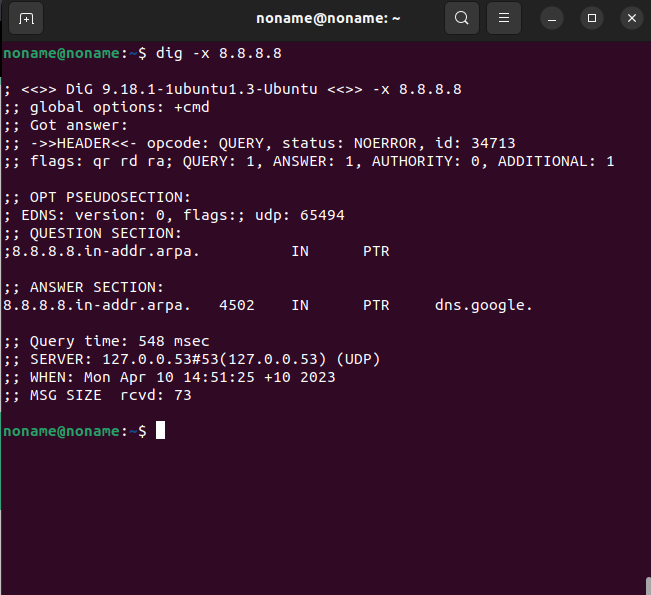 noname@noname: ~
noname@noname:~$ dig -x 8.8.8.8
; <<>> DiG 9.18.1-1ubuntu1.3-Ubuntu <<>> -x 8.8.8.8
;; global options: +cmd
;; Got answer:
;; ->>HEADER<<- opcode: QUERY, status: NOERROR, id: 34713
;; flags: qr rd ra; QUERY: 1, ANSWER: 1, AUTHORITY: 0, ADDITIONAL: 1
;; OPT PSEUDOSECTION:
; EDNS: version: 0, flags:; udp: 65494
;; QUESTION SECTION:
;8.8.8.8.in-addr.arpa. IN PTR
;; ANSWER SECTION:
8.8.8.8.in-addr.arpa. 4502 IN PTR dns.google.
;; Query time: 548 msec
;; SERVER: 127.0.0.53#53(127.0.0.53) (UDP)
;; WHEN: Mon Apr 10 14:51:25 +10 2023
;; MSG SIZE rcvd: 73
noname@noname:~$